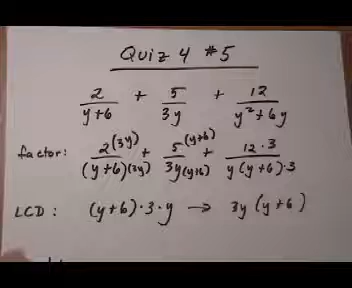 Quiz 4 #5
2/(y+6) + 5/(3y) + 12/(y²+6y)
factor: 2(3y)/((y+6)(3y)) + 5(y+6)/(3y(y+6)) + 12·3/(y(y+6)·3)
LCD: (y+6)·3·y → 3y(y+6)